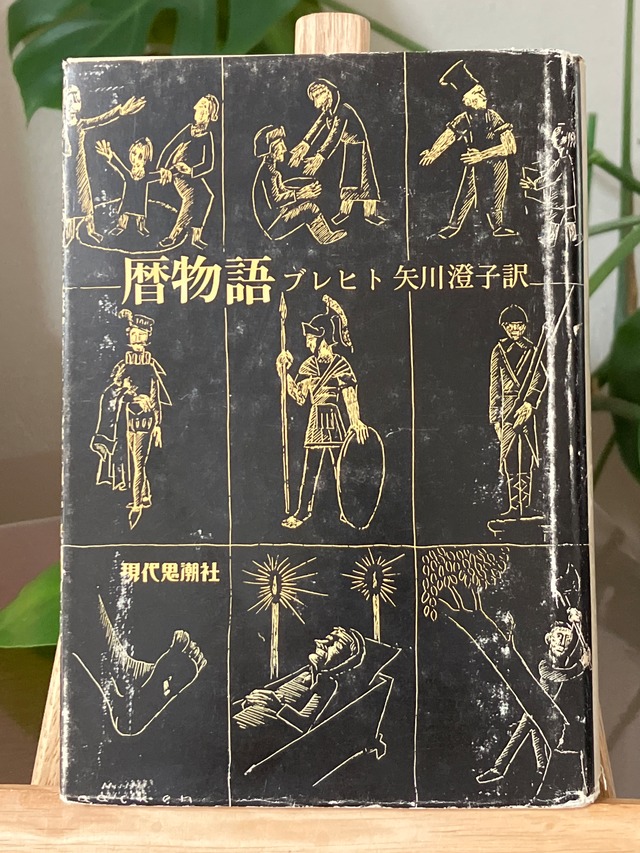 暦物語 ブレヒト 矢川澄子訳
現代思潮社